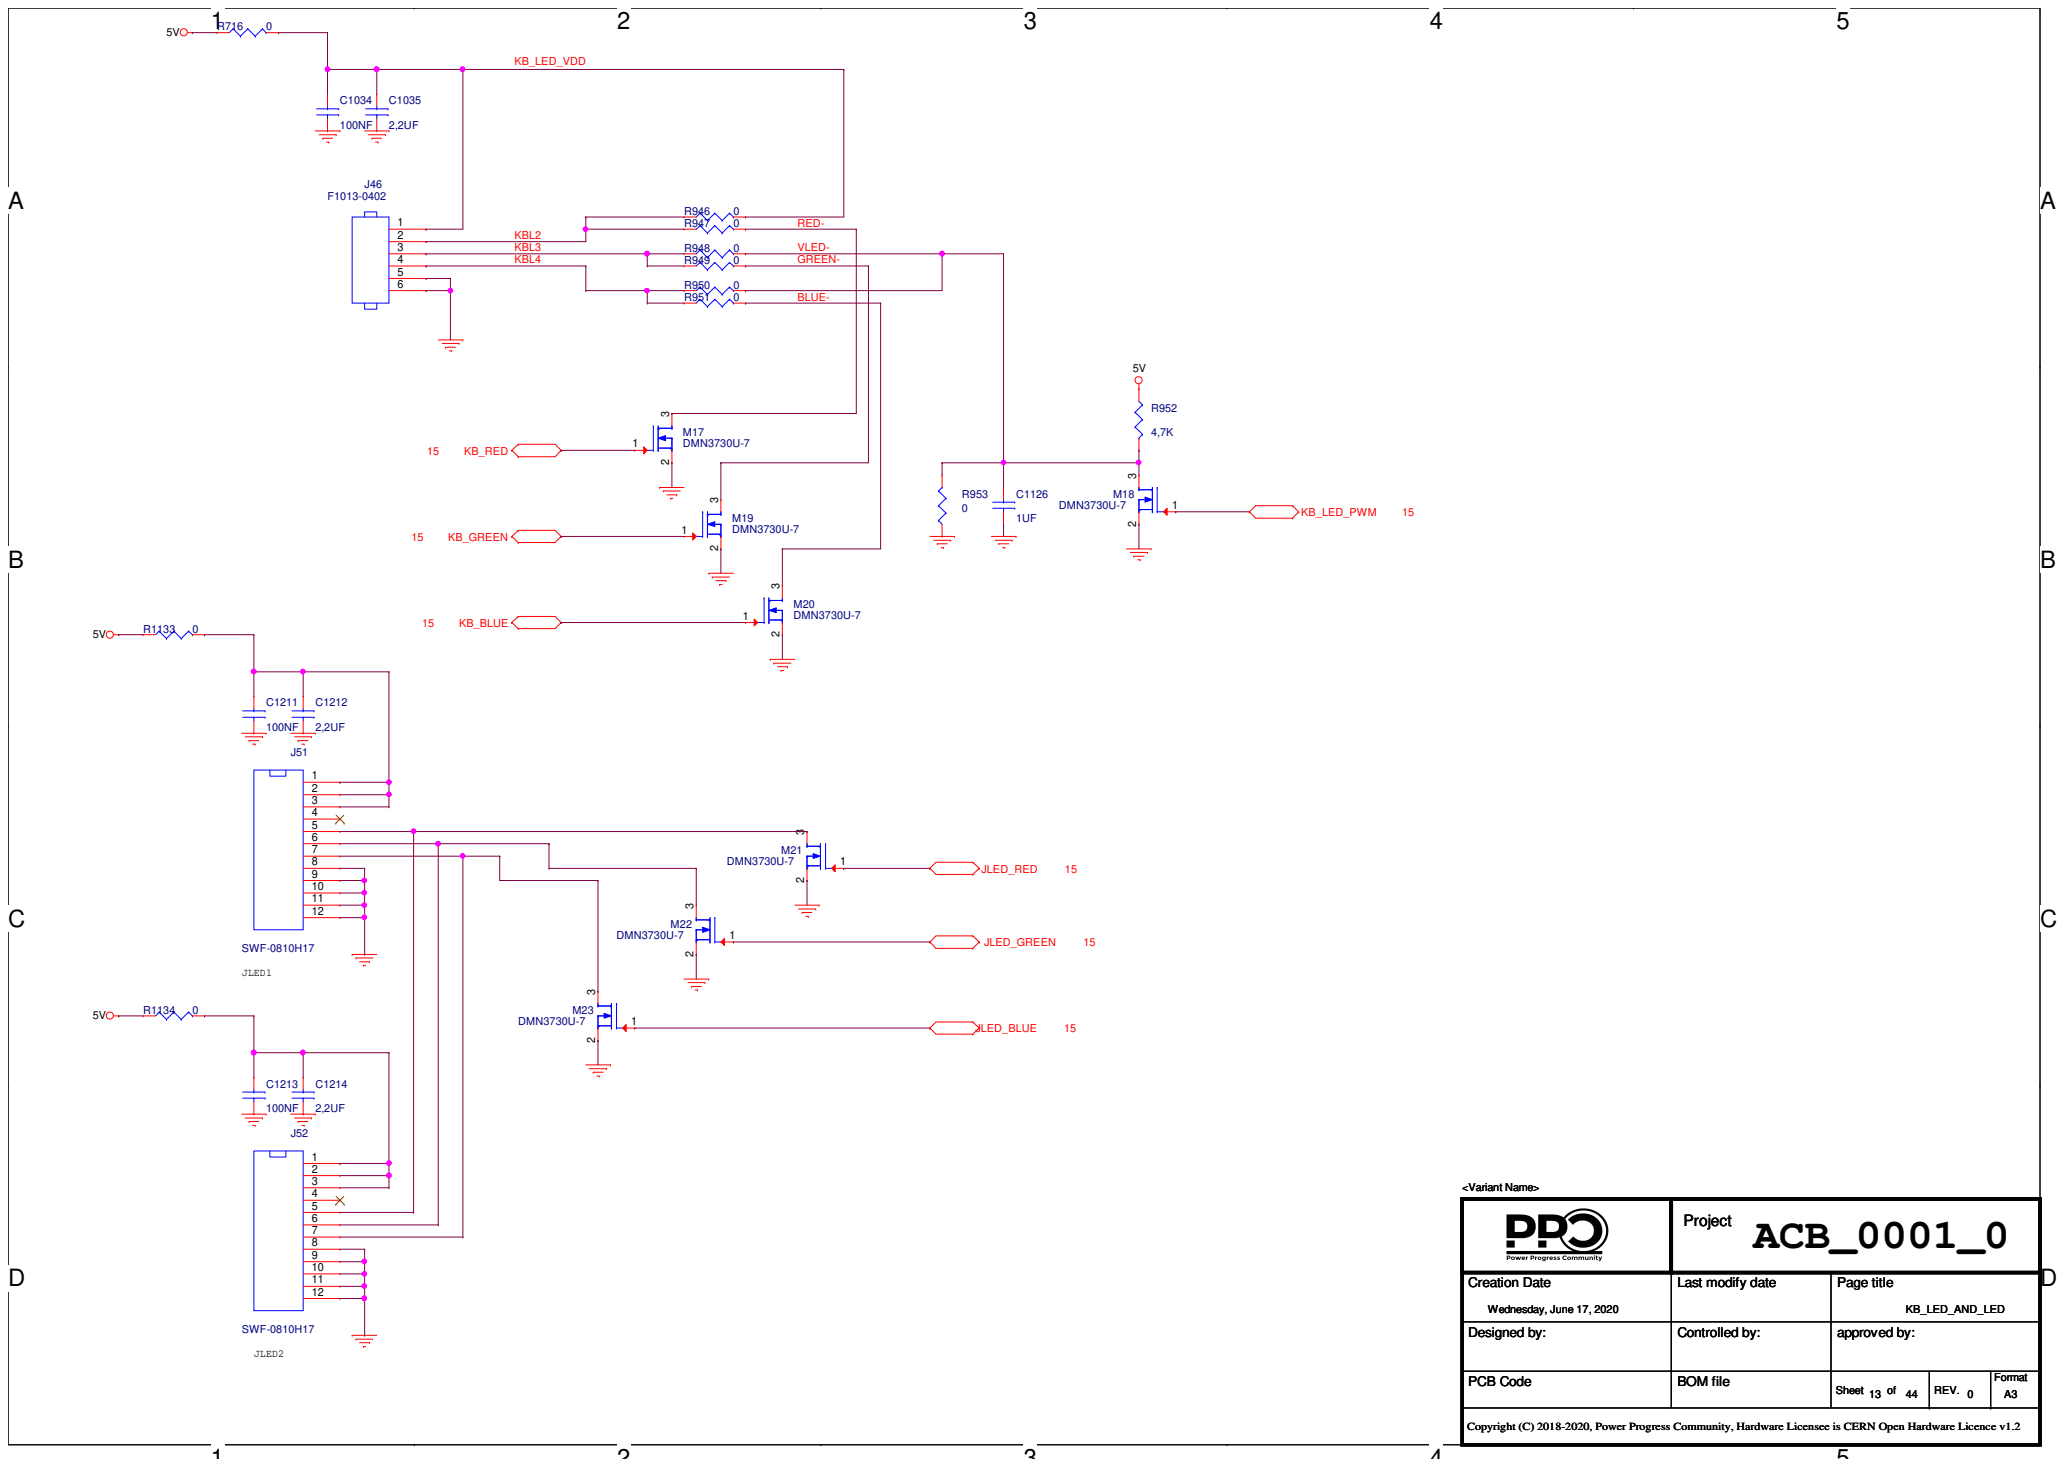 1 2 3 4 5
5V R716 0
KB_LED_VDD
C1034 C1035
100NF 2,2UF
J46
F1013-0402
A A
1
2 KBL2
3 KBL3
4 KBL4
5
6
R946 0
R947 0 RED-
R948 0 VLED-
R949 0 GREEN-
R950 0
R951 0 BLUE-
5V
R952
4,7K
3
M17
DMN3730U-7
1
2
15 KB_RED
3
M19
DMN3730U-7
1
2
15 KB_GREEN
3
M20
DMN3730U-7
1
2
15 KB_BLUE
R953
0
C1126
1UF
3
M18
DMN3730U-7
1
2
KB_LED_PWM 15
B B
5V R1133 0
C1211 C1212
100NF 2,2UF
J51
1
2
3
4
5
6
7
8
9
10
11
12
SWF-0810H17
JLED1
3
M21
DMN3730U-7
1
2
JLED_RED 15
3
M22
DMN3730U-7
1
2
JLED_GREEN 15
3
M23
DMN3730U-7
1
2
JLED_BLUE 15
C C
5V R1134 0
C1213 C1214
100NF 2,2UF
J52
1
2
3
4
5
6
7
8
9
10
11
12
SWF-0810H17
JLED2
D D
<Variant Name>
PPC
Power Progress Community
Project ACB_0001_0
Creation Date
Wednesday, June 17, 2020
Last modify date
Page title
KB_LED_AND_LED
Designed by:
Controlled by:
approved by:
PCB Code
BOM file
Sheet 13 of 44
REV. 0
Format
A3
Copyright (C) 2018-2020, Power Progress Community, Hardware Licensee is CERN Open Hardware Licence v1.2
1 2 3 4 5